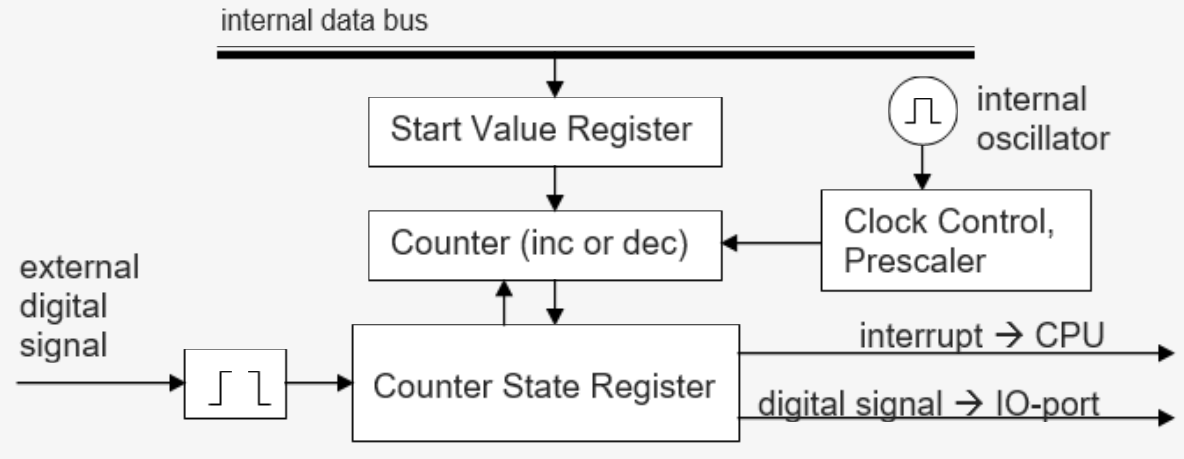 internal data bus
Start Value Register
internal
oscillator
Counter (inc or dec)
Clock Control,
Prescaler
external
digital
signal
interrupt → CPU
Counter State Register
digital signal → IO-port